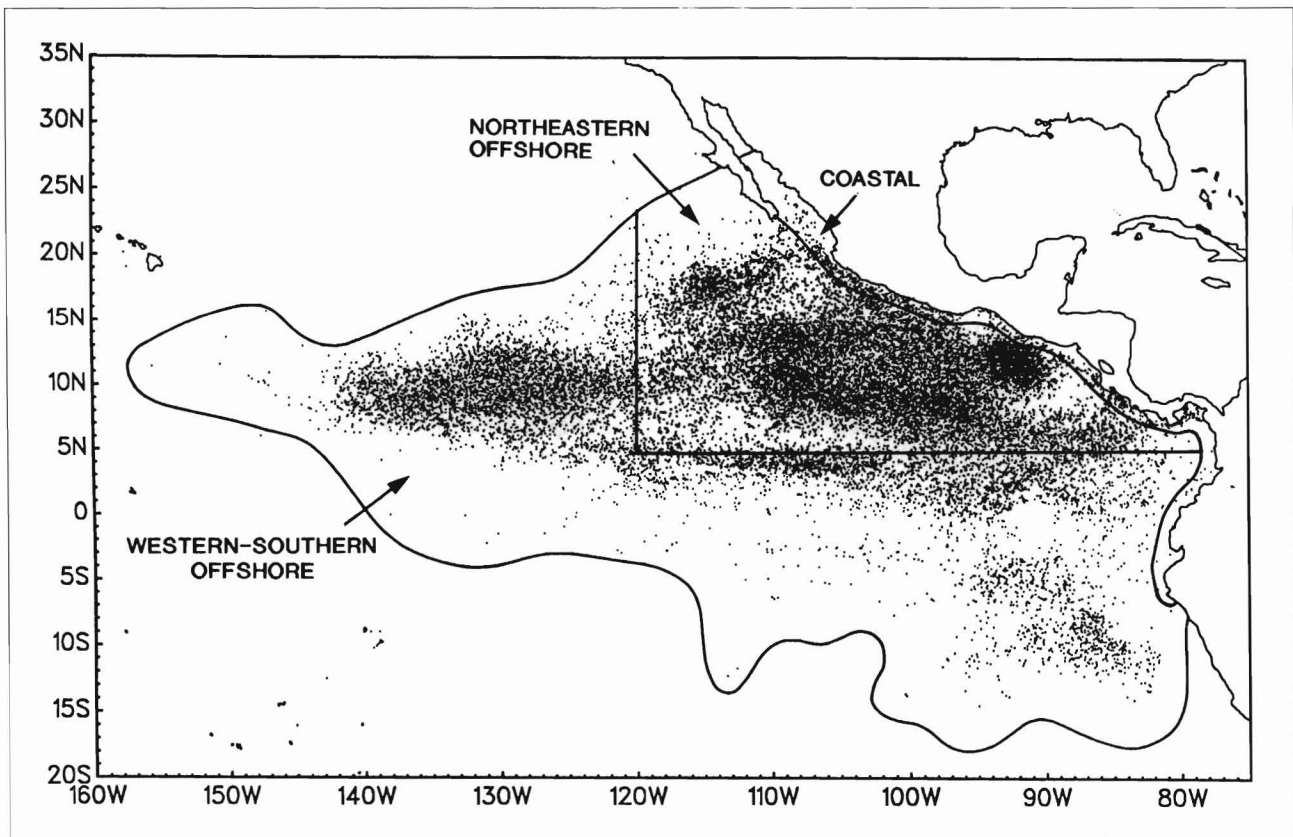 35N
30N
NORTHEASTERN
OFFSHORE
COASTAL
25N
20N
15N
10N
5N
0
WESTERN-SOUTHERN
OFFSHORE
5S
10S
15S
20S
160W 150W 140W 130W 120W 110W 100W 90W 80W